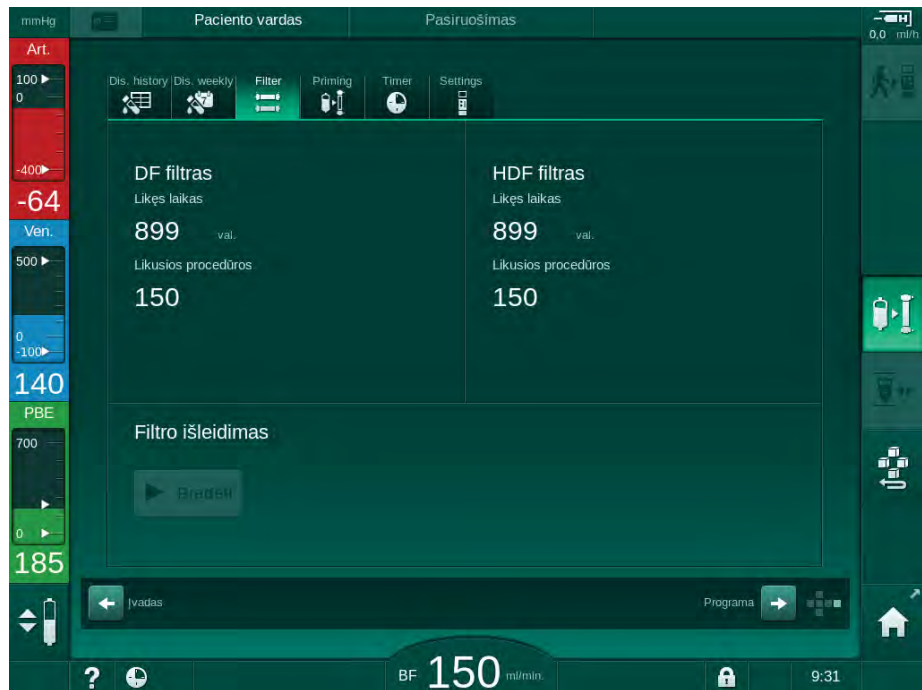 mmHg
Paciento vardas
Pasiruošimas
0,0 ml/h
Art.
100
0
-400
-64
Ven.
500
0
-100
140
PBE
700
0
185
Dis. history
Dis. weekly
Filter
Priming
Timer
Settings
DF filtras
Likęs laikas
899 val.
Likusios procedūros
150
HDF filtras
Likęs laikas
899 val.
Likusios procedūros
150
Filtro išleidimas
Įvadas
Programa
? BF 150 ml/min.
9:31